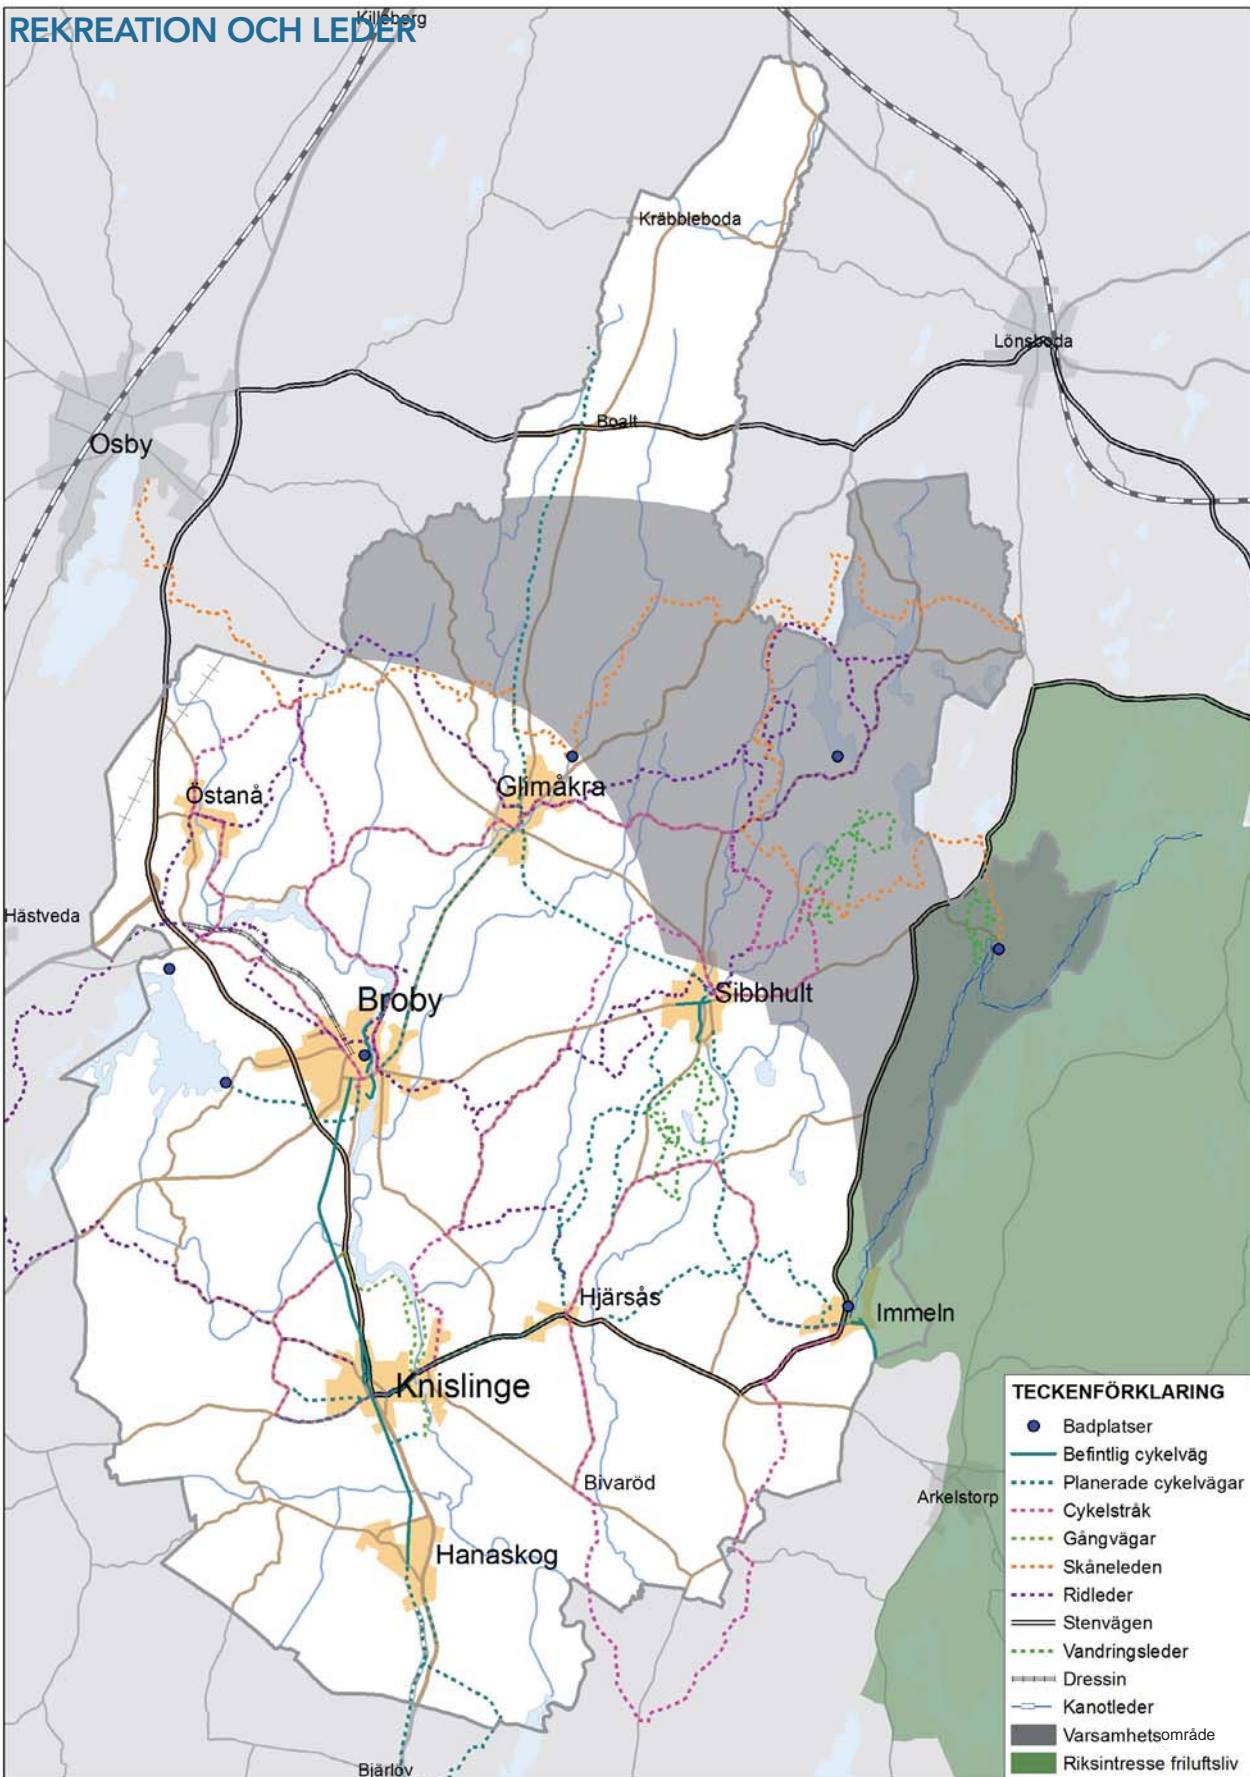 REKREATION OCH LEDER
Killeberg
Kräbbleboda
Lönsboda
Boalt
Osby
Glimåkra
Östanå
Hästveda
Broby
Sibbhult
Hjärsås
Immeln
Knislinge
Bivaröd
Arkelstorp
Hanaskog
Bjärlöv
TECKENFÖRKLARING
Badplatser
Befintlig cykelväg
Planerade cykelvägar
Cykelstråk
Gångvägar
Skåneleden
Ridleder
Stenvägen
Vandringsleder
Dressin
Kanotleder
Varsamhetsområde
Riksintresse friluftsliv